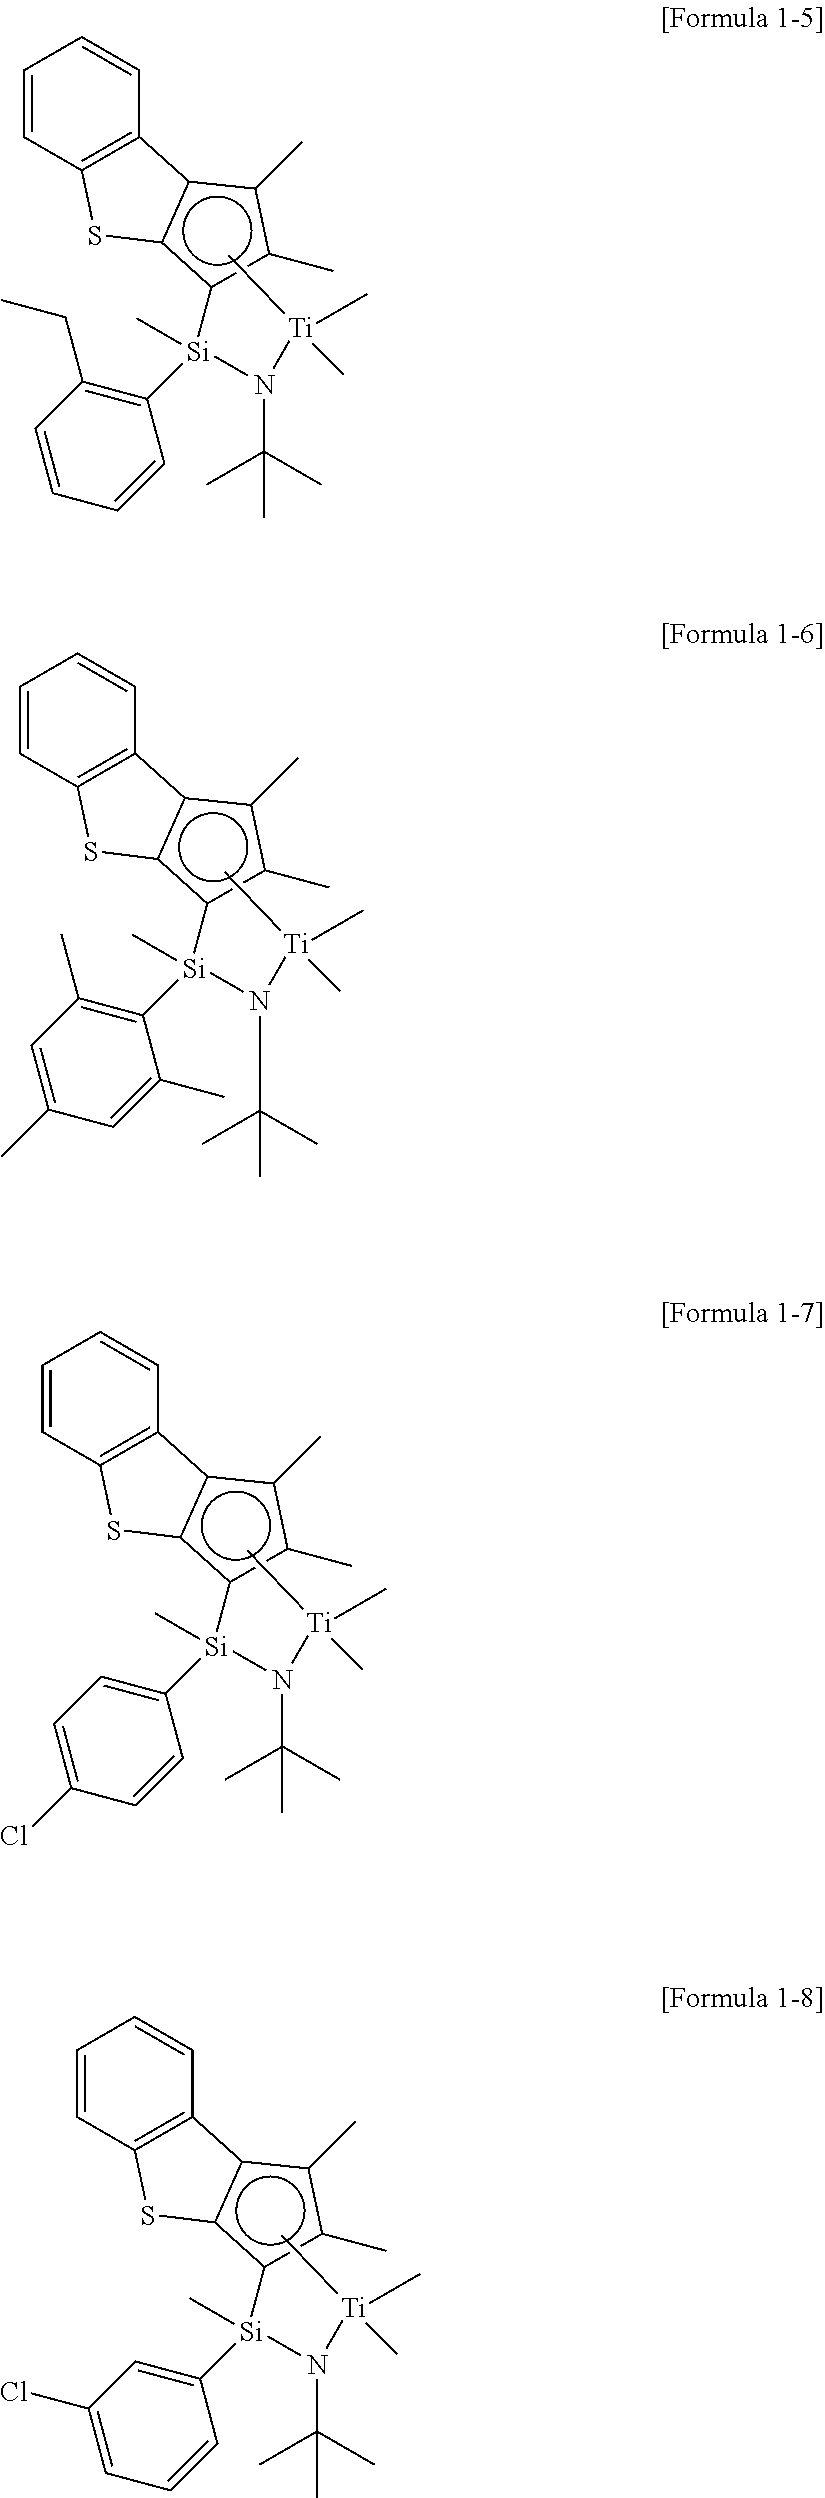 [Formula 1-5]
S
Ti
Si
N
[Formula 1-6]
S
Ti
Si
N
[Formula 1-7]
S
Ti
Si
N
Cl
[Formula 1-8]
S
Ti
Si
N
Cl